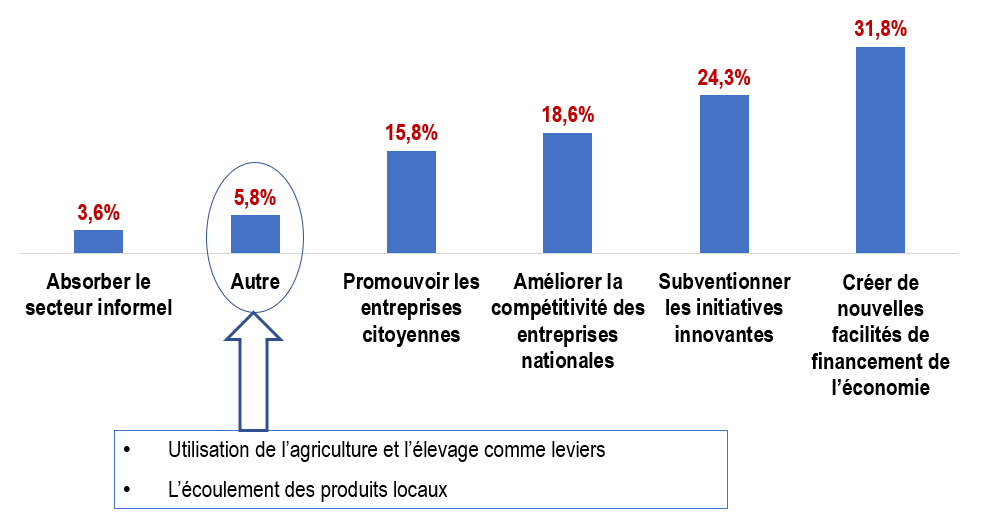 31,8%
24,3%
18,6%
15,8%
5,8%
3,6%
Absorber le
secteur informel
Autre
Promouvoir les
entreprises
citoyennes
Améliorer la
compétitivité des
entreprises
nationales
Subventionner
les initiatives
innovantes
Créer de
nouvelles
facilités de
financement de
l’économie
• Utilisation de l’agriculture et l’élevage comme leviers
• L’écoulement des produits locaux